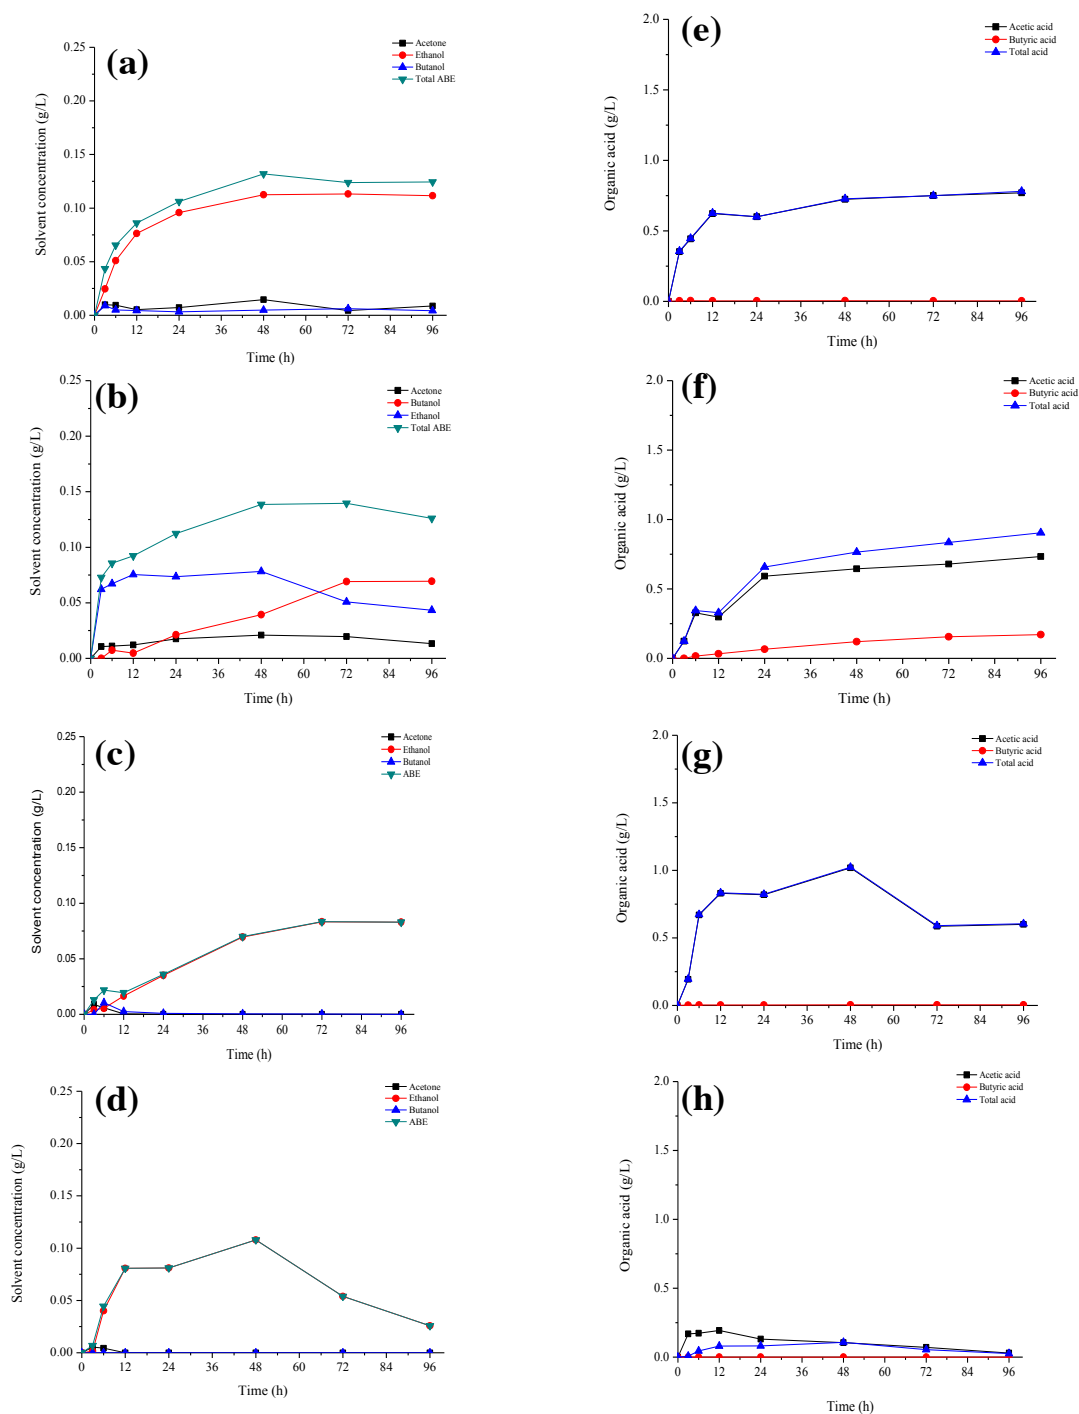 (a)
Acetone
Ethanol
Butanol
Total ABE
0.25
0.20
0.15
0.10
0.05
0.00
Solvent concentration (g/L)
0 12 24 36 48 60 72 84 96
Time (h)
(e)
Acetic acid
Butyric acid
Total acid
2.0
1.5
1.0
0.5
0.0
Organic acid (g/L)
0 12 24 36 48 60 72 84 96
Time (h)
(b)
Acetone
Butanol
Ethanol
Total ABE
0.25
0.20
0.15
0.10
0.05
0.00
Solvent concentration (g/L)
0 12 24 36 48 60 72 84 96
Time (h)
(f)
Acetic acid
Butyric acid
Total acid
2.0
1.5
1.0
0.5
0.0
Organic acid (g/L)
0 12 24 36 48 60 72 84 96
Time (h)
(c)
Acetone
Ethanol
Butanol
ABE
0.25
0.20
0.15
0.10
0.05
0.00
Solvent concentration (g/L)
0 12 24 36 48 60 72 84 96
Time (h)
(g)
Acetic acid
Butyric acid
Total acid
2.0
1.5
1.0
0.5
0.0
Organic acid (g/L)
0 12 24 36 48 60 72 84 96
Time (h)
(d)
Acetone
Ethanol
Butanol
ABE
0.25
0.20
0.15
0.10
0.05
0.00
Solvent concentration (g/L)
0 12 24 36 48 60 72 84 96
Time (h)
(h)
Acetic acid
Butyric acid
Total acid
2.0
1.5
1.0
0.5
0.0
Organic acid (g/L)
0 12 24 36 48 60 72 84 96
Time (h)